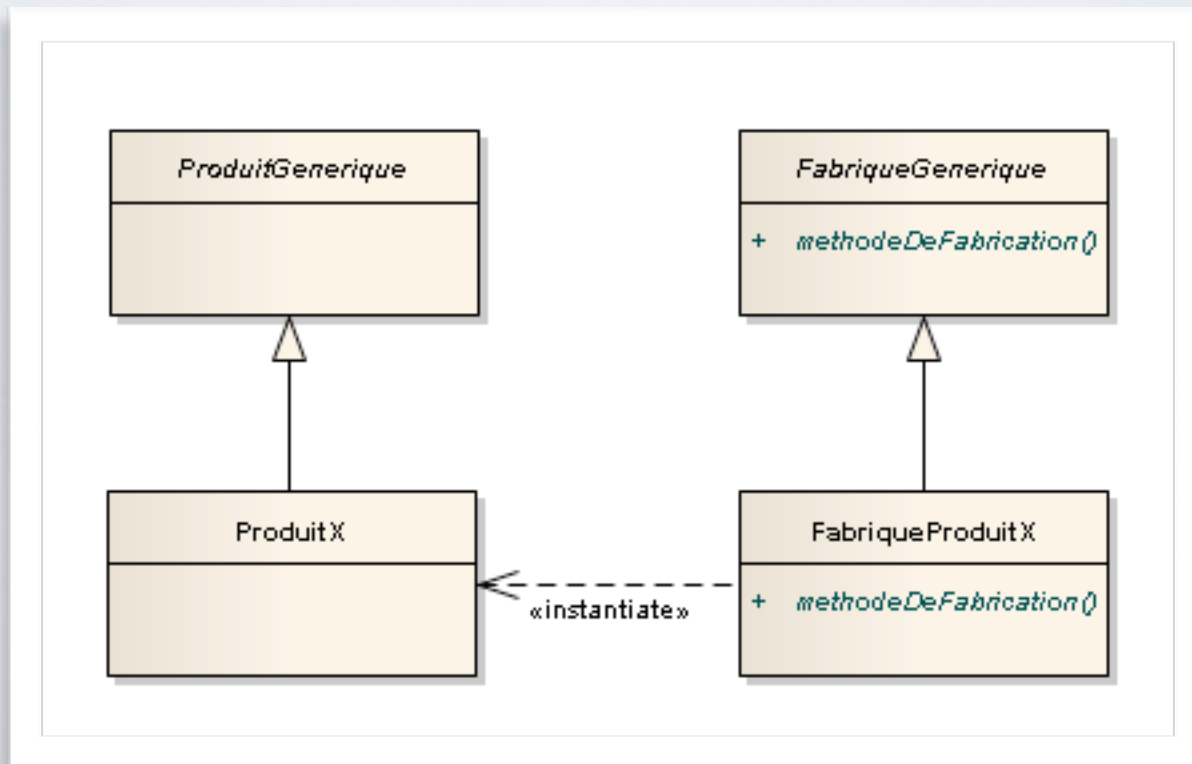 ProduitGenerique
FabriqueGenerique
+ methodeDeFabrication()
ProduitX
FabriqueProduitX
«instantiate»
+ methodeDeFabrication()